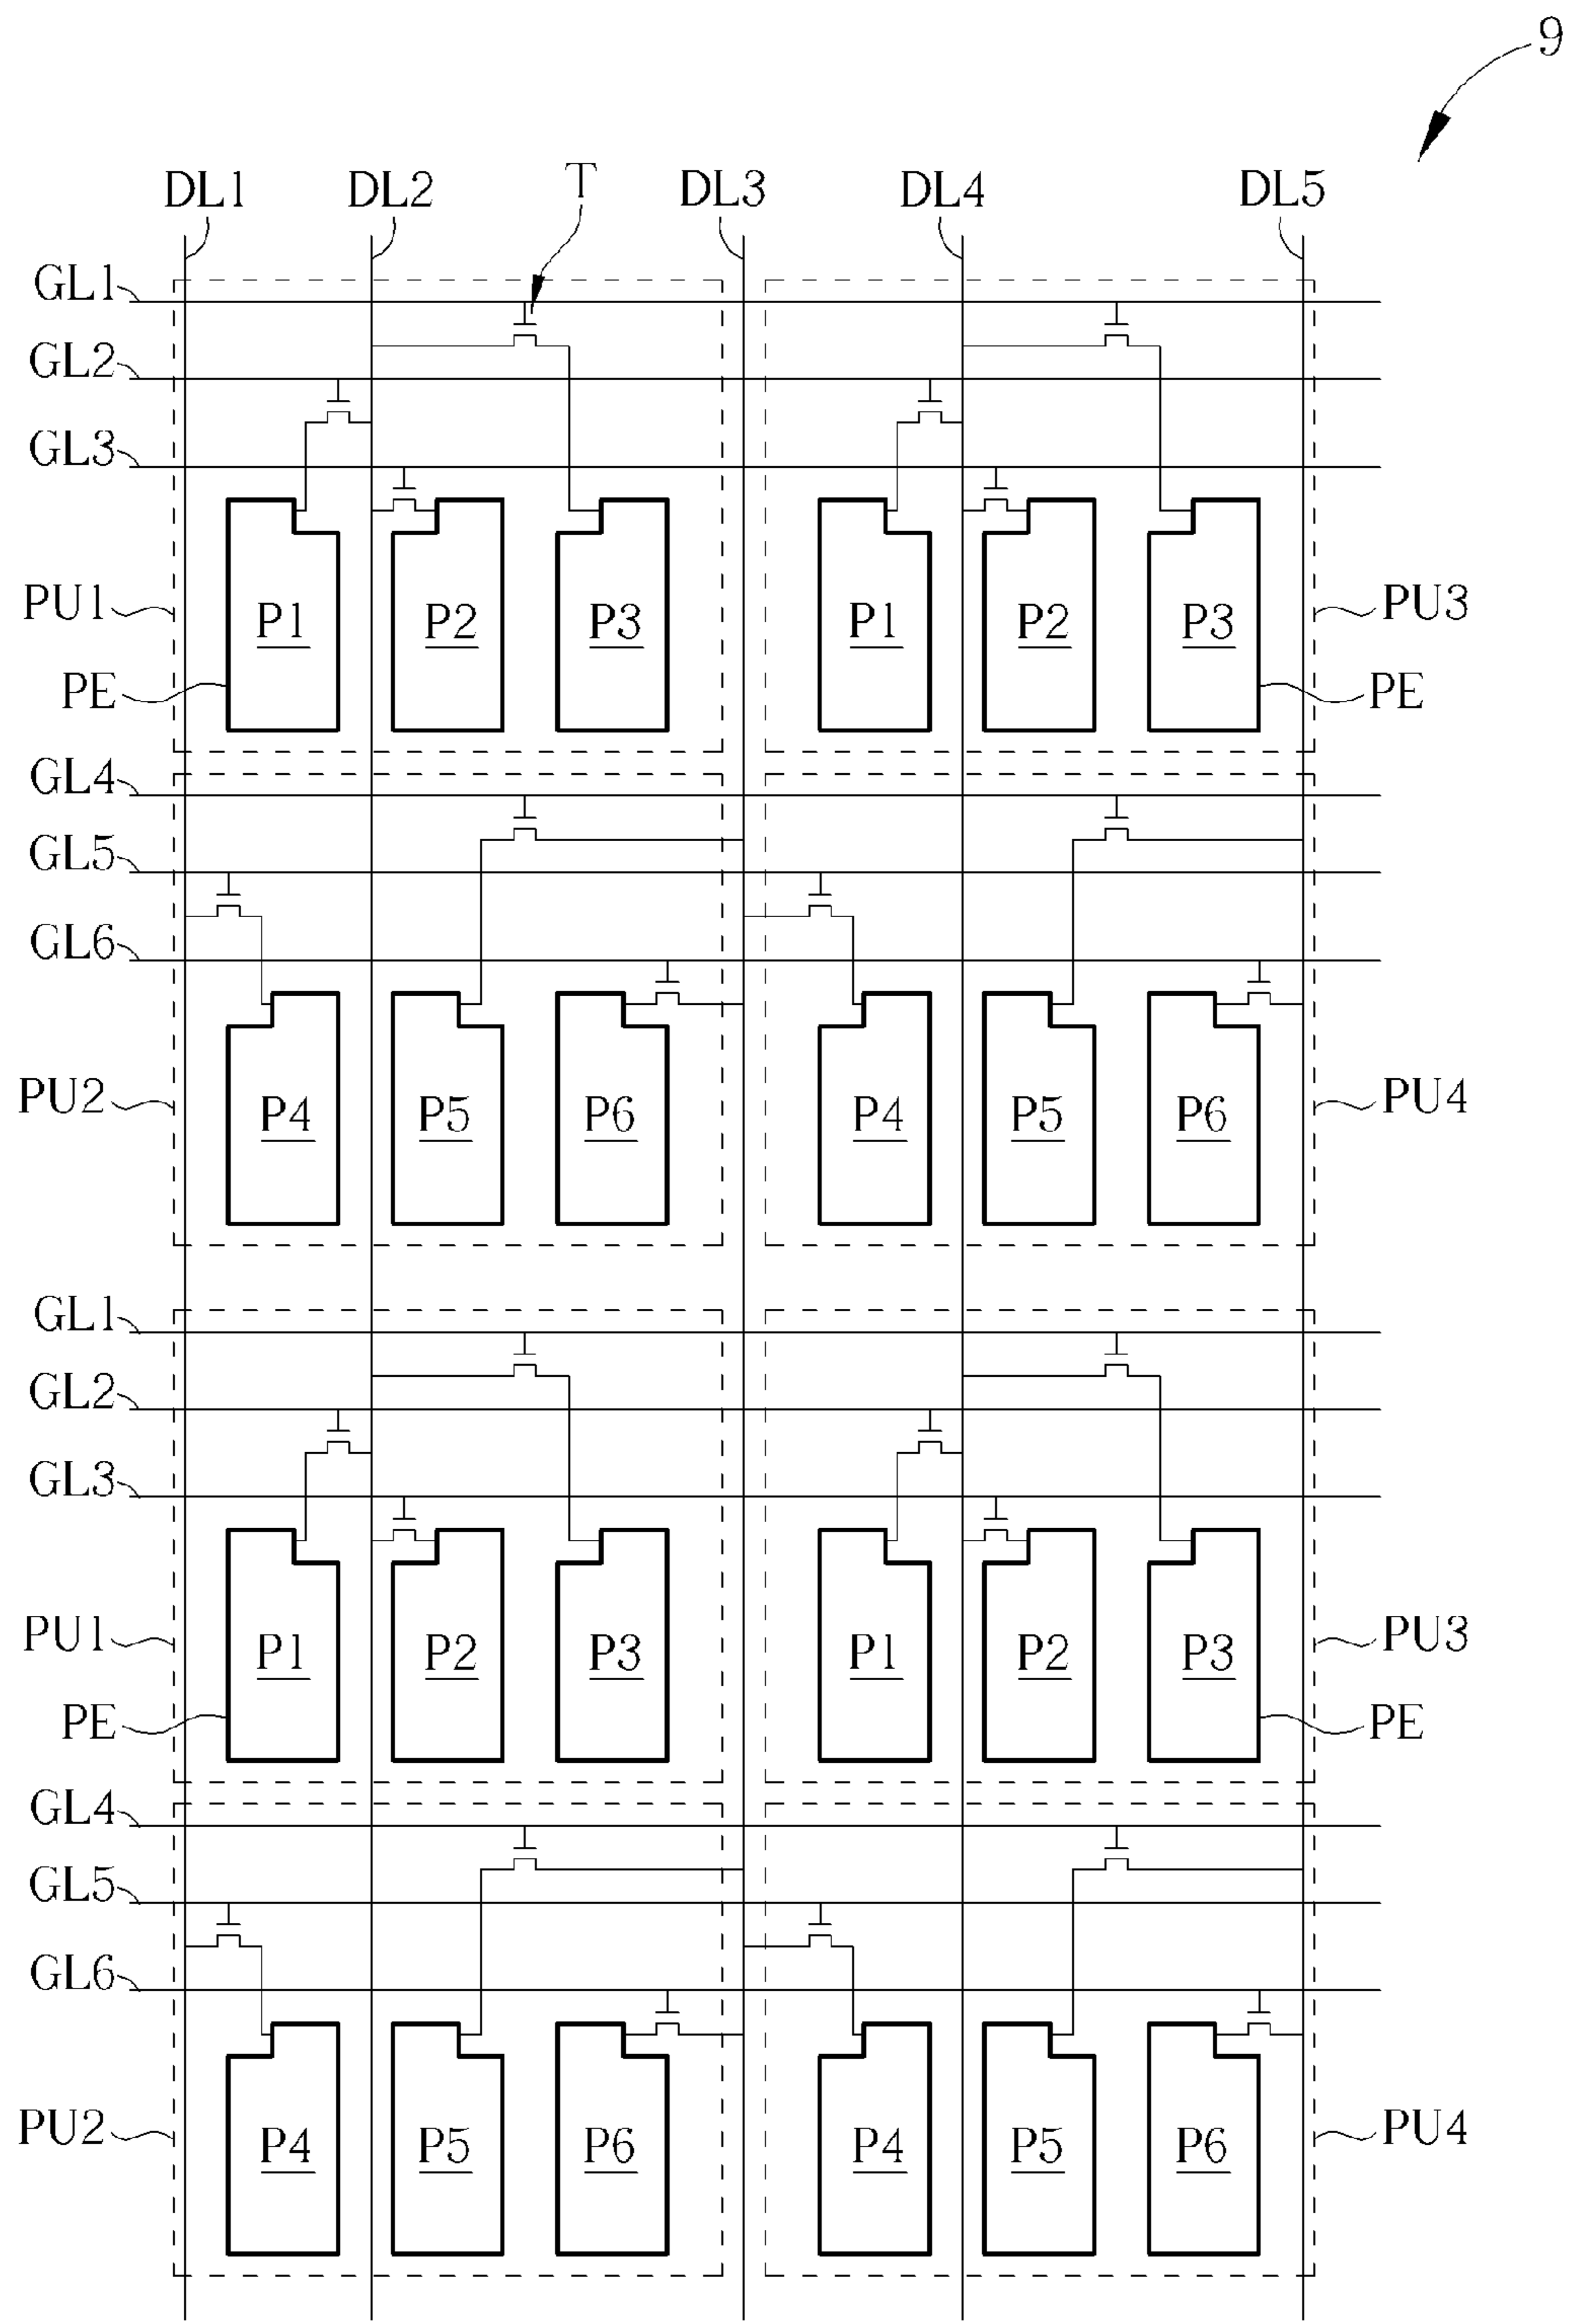 9
DL1 DL2 T DL3 DL4 DL5
GL1
GL2
GL3
PU1 P1 P2 P3 P1 P2 P3 PU3
PE PE
GL4
GL5
GL6
PU2 P4 P5 P6 P4 P5 P6 PU4
GL1
GL2
GL3
PU1 P1 P2 P3 P1 P2 P3 PU3
PE PE
GL4
GL5
GL6
PU2 P4 P5 P6 P4 P5 P6 PU4